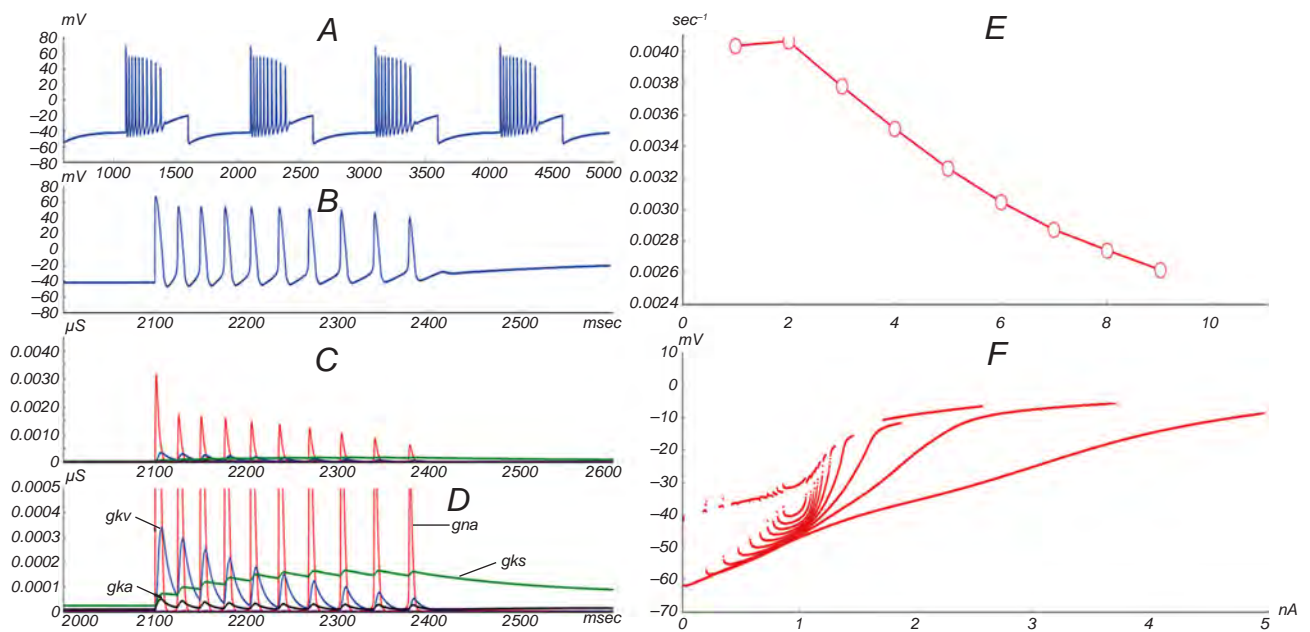 mV
A
80
60
40
20
0
−20
−40
−60
−80
1000 1500 2000 2500 3000 3500 4000 4500 5000
mV
B
80
60
40
20
0
−20
−40
−60
−80
2100 2200 2300 2400 2500 msec
µS
C
0.0040
0.0030
0.0020
0.0010
0
2100 2200 2300 2400 2500 2600
µS
D
0.0005
0.0004
0.0003
0.0002
0.0001
0
gkv
gka
gna
gks
2000 2100 2200 2300 2400 2500 msec
sec⁻¹
E
0.0040
0.0038
0.0036
0.0034
0.0032
0.0030
0.0028
0.0026
0.0024
0 2 4 6 8 10
mV
F
10
0
−10
−20
−30
−40
−50
−60
−70
0 1 2 3 4 5 nA